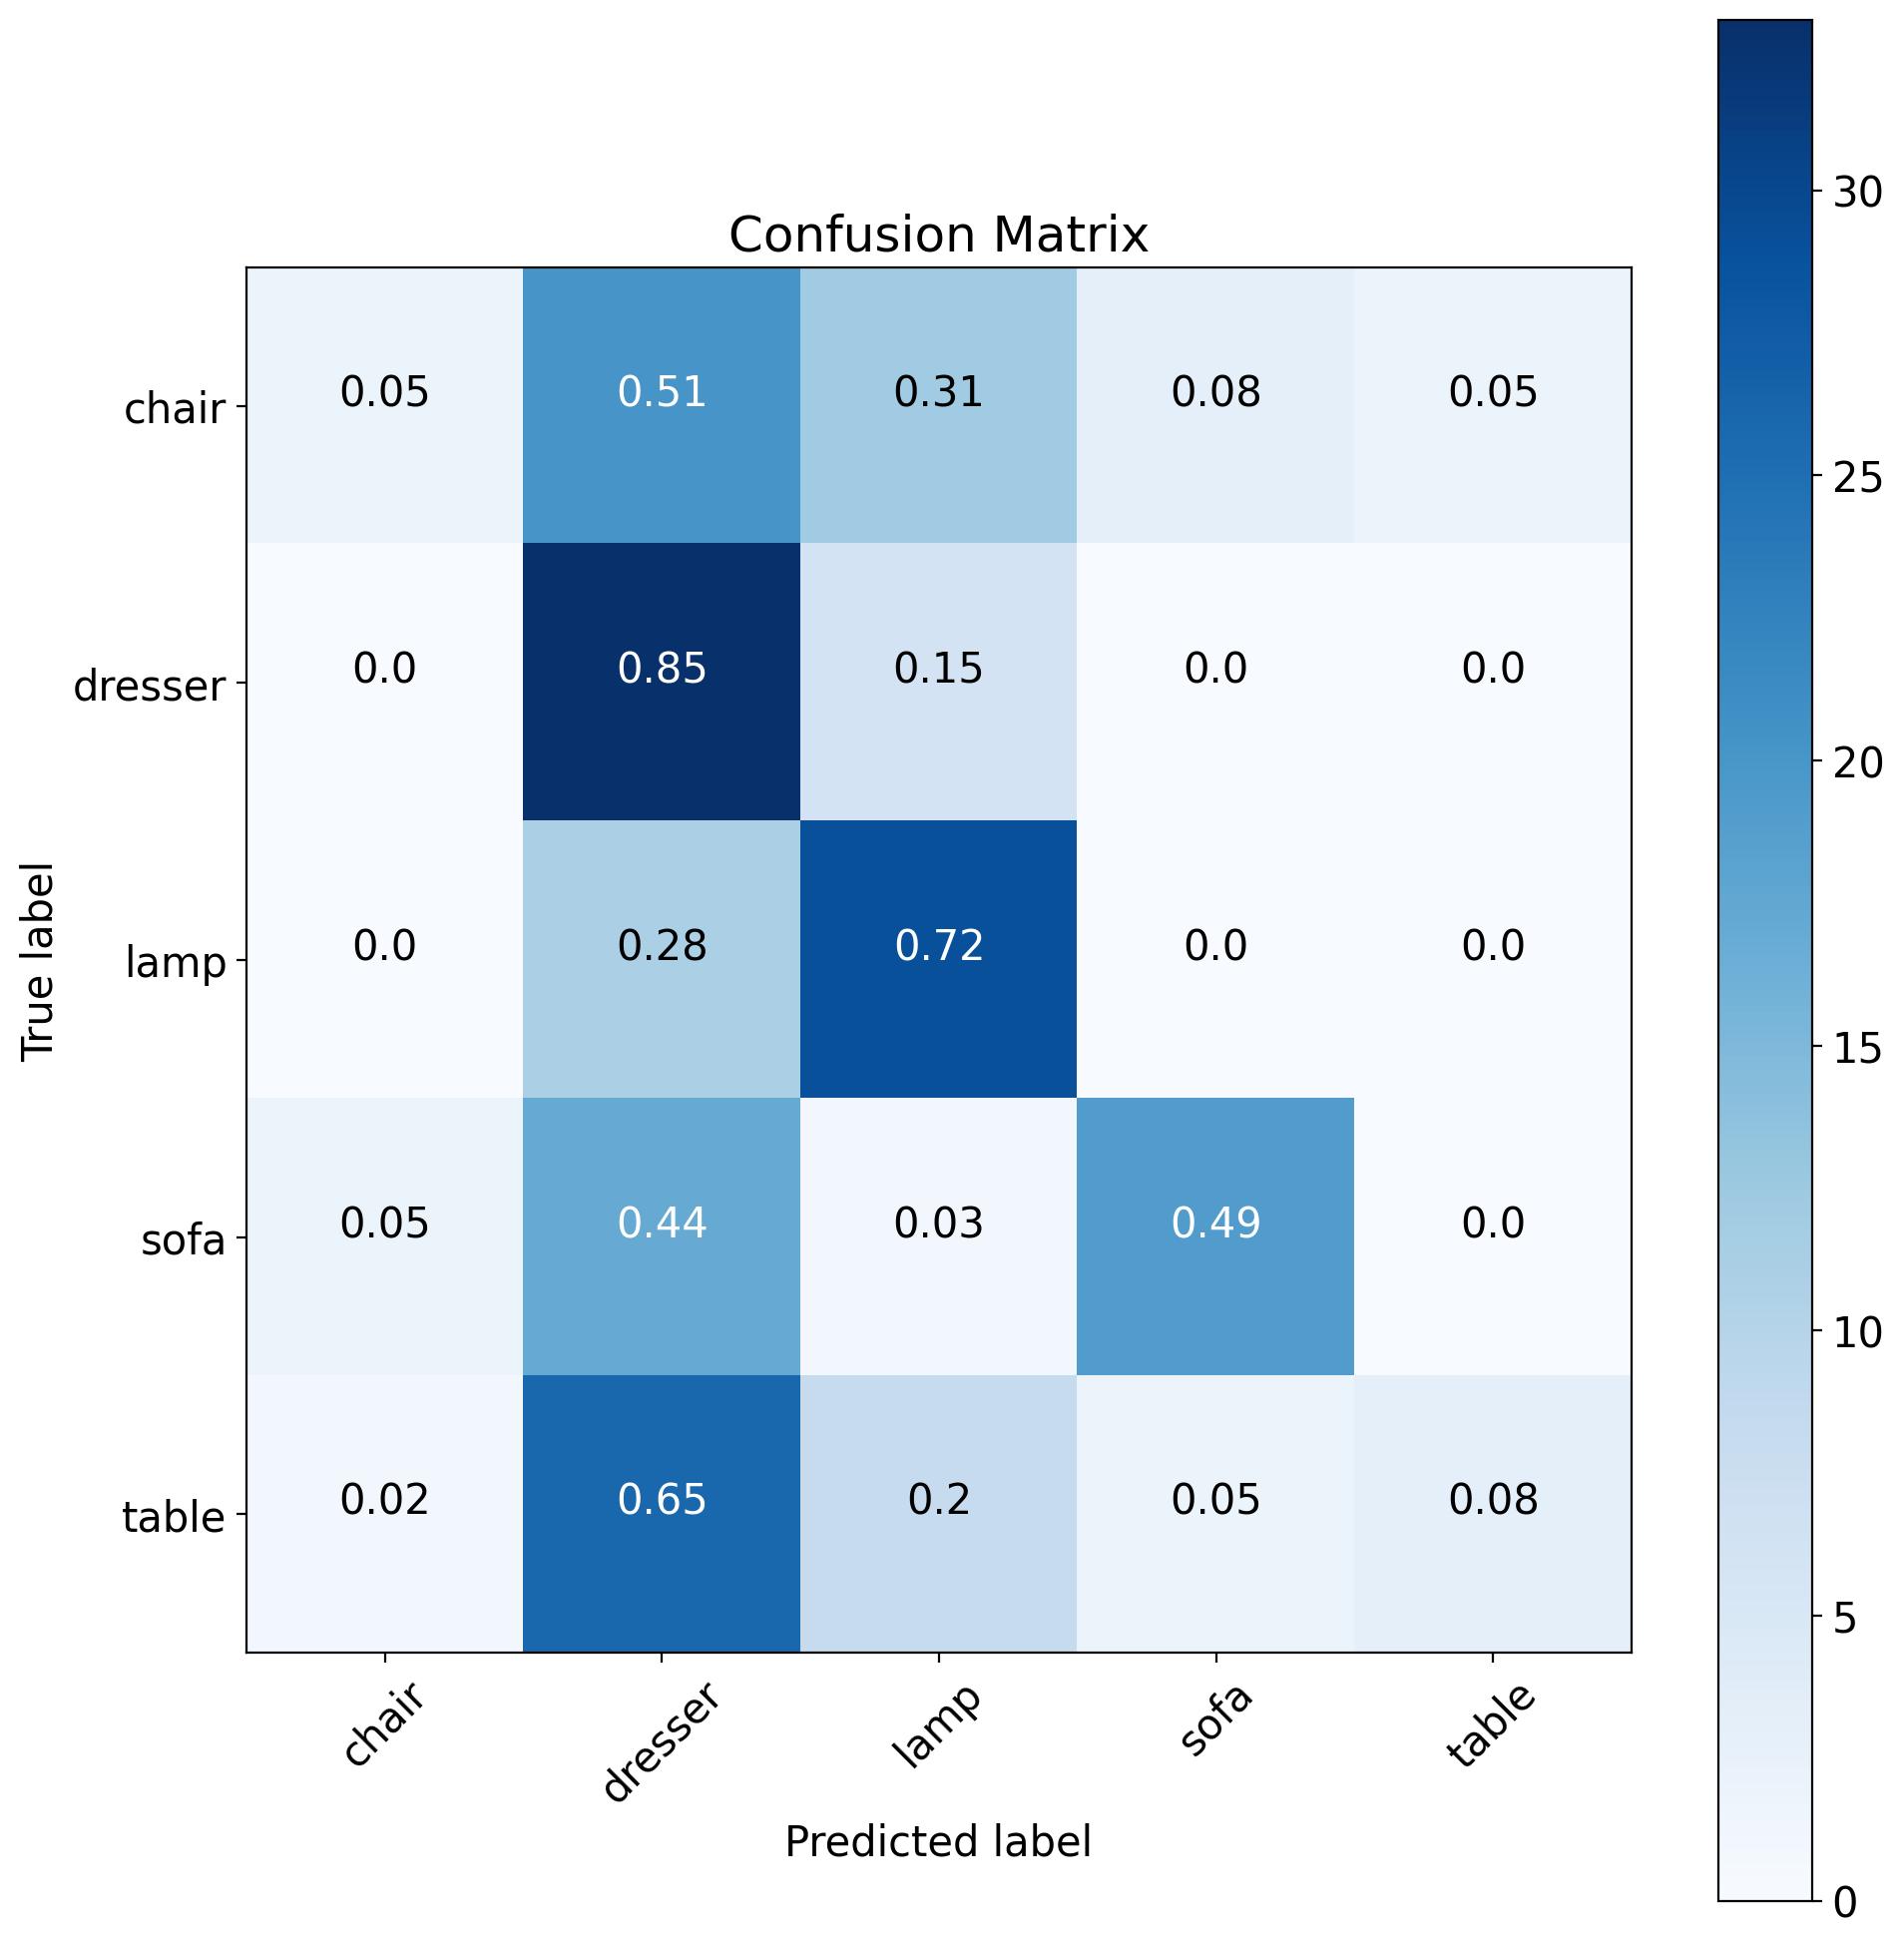 Confusion Matrix
chair 0.05 0.51 0.31 0.08 0.05
dresser 0.0 0.85 0.15 0.0 0.0
lamp 0.0 0.28 0.72 0.0 0.0
sofa 0.05 0.44 0.03 0.49 0.0
table 0.02 0.65 0.2 0.05 0.08
True label
chair dresser lamp sofa table
Predicted label
30
25
20
15
10
5
0